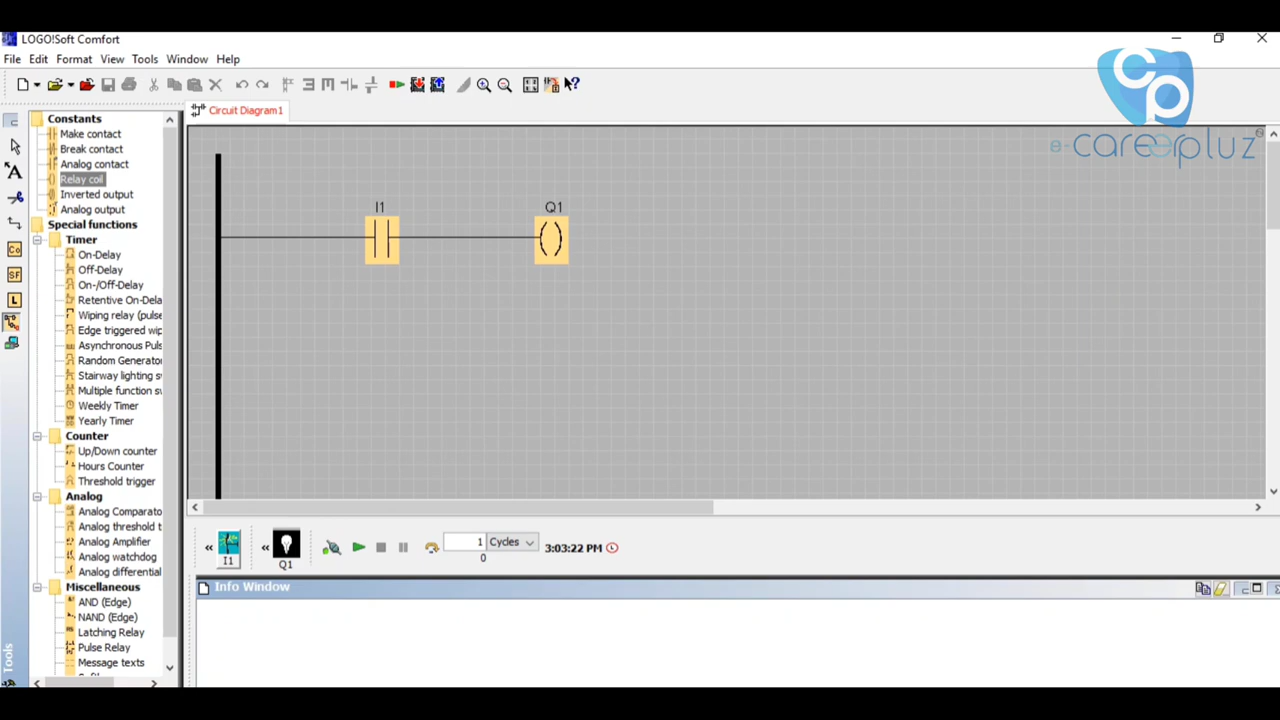 LOGO!Soft Comfort
File Edit Format View Tools Window Help
Circuit Diagram1
CP
e-careerpluz
Constants
Make contact
Break contact
Analog contact
Relay coil
Inverted output
Analog output
Special functions
Timer
On-Delay
Off-Delay
On-/Off-Delay
Retentive On-Dela
Wiping relay (pulse
Edge triggered wip
Asynchronous Puls
Random Generator
Stairway lighting s
Multiple function s
Weekly Timer
Yearly Timer
Counter
Up/Down counter
Hours Counter
Threshold trigger
Analog
Analog Comparato
Analog threshold t
Analog Amplifier
Analog watchdog
Analog differential
Miscellaneous
AND (Edge)
NAND (Edge)
Latching Relay
Pulse Relay
Message texts
A
Co
SF
L
Tools
I1 Q1
« I1 « Q1 1 Cycles 3:03:22 PM
0
Info Window